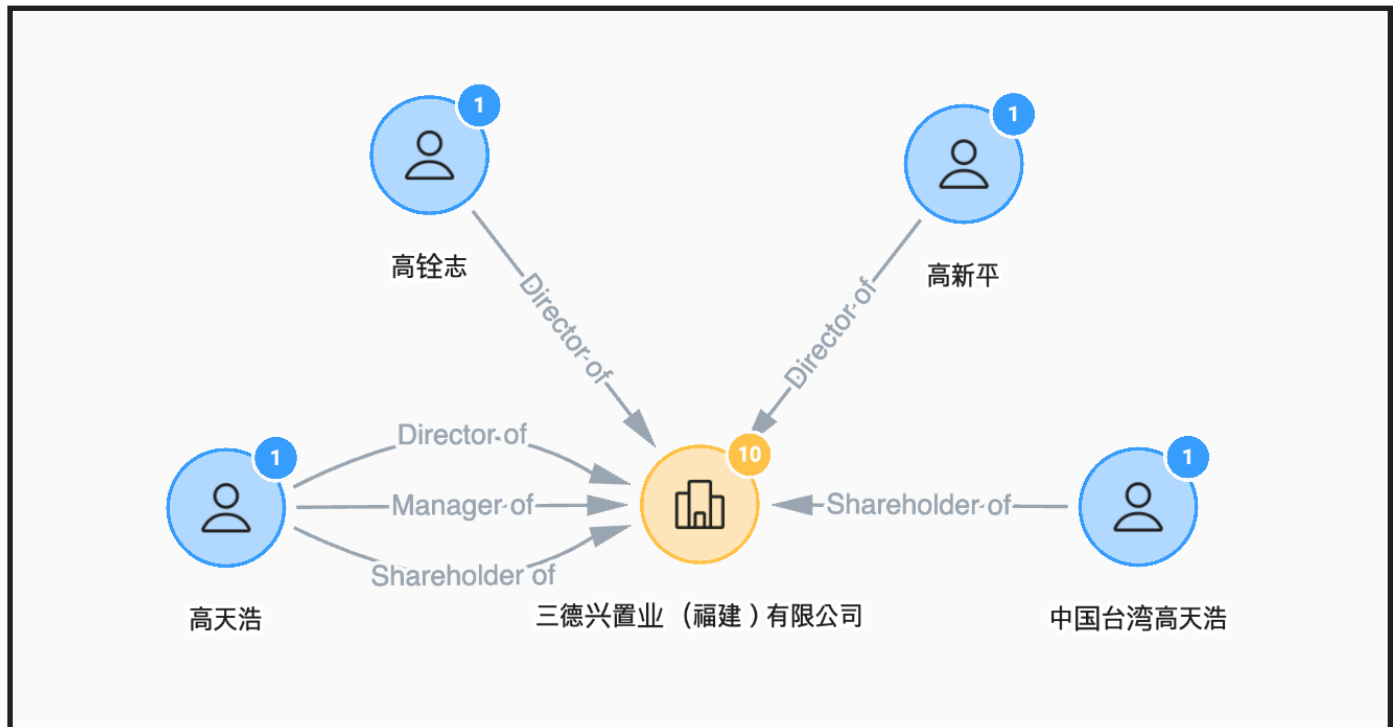 1
1
高铨志
高新平
Director of
Director of
Director of
1
10
1
Manager of
Shareholder of
Shareholder of
高天浩
三德兴置业 （福建）有限公司
中国台湾高天浩